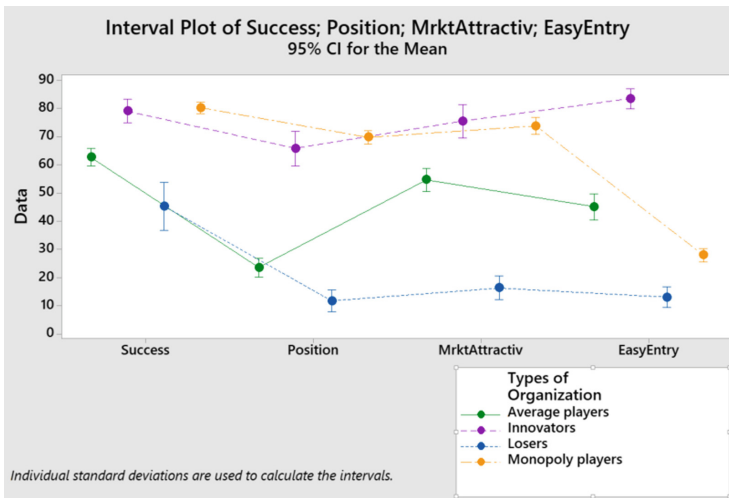 Interval Plot of Success; Position; MrktAttractiv; EasyEntry
95% CI for the Mean
90
80
70
60
50
40
30
20
10
0
Data
Success Position MrktAttractiv EasyEntry
Types of
Organization
Average players
Innovators
Losers
Monopoly players
Individual standard deviations are used to calculate the intervals.